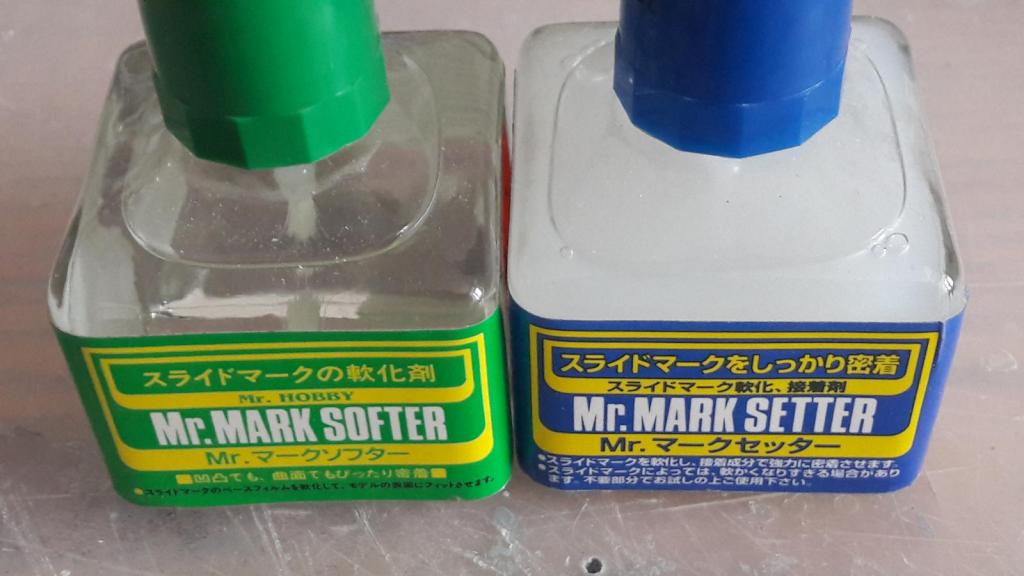 スライドマークの軟化剤
Mr. HOBBY
Mr. MARK SOFTER
Mr. マークソフター
■凹凸でも、曲面でもぴったり密着■
●スライドマークのベースフィルムを軟化して、モデルの表面にフィットさせます。
スライドマークをしっかり密着
スライドマーク軟化、接着剤
Mr. MARK SETTER
Mr. マークセッター
●スライドマークを軟化し、接着成分で強力に密着させます。
●スライドマークによっては、軟かくなりすぎる場合があり
ます。不要部分でお試しの上ご使用下さい。